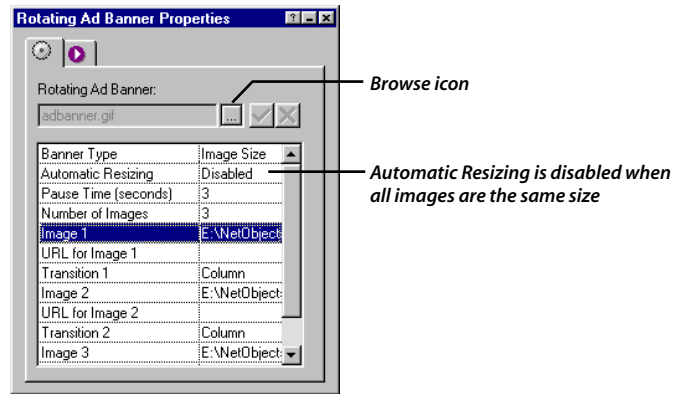 Rotating Ad Banner Properties
Rotating Ad Banner:
adbanner.gif
...
Browse icon
Banner Type Image Size
Automatic Resizing Disabled
Pause Time (seconds) 3
Number of Images 3
Image 1 E:\NetObject
URL for Image 1
Transition 1 Column
Image 2 E:\NetObject
URL for Image 2
Transition 2 Column
Image 3 E:\NetObject
Automatic Resizing is disabled when
all images are the same size